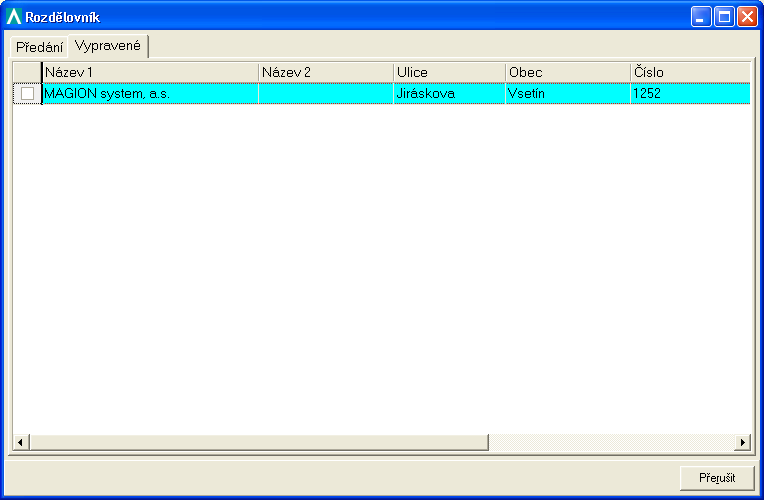 Rozdělovník
Předání Vypravené
Název 1 Název 2 Ulice Obec Číslo
MAGION system, a.s. Jiráskova Vsetín 1252
Přerušit